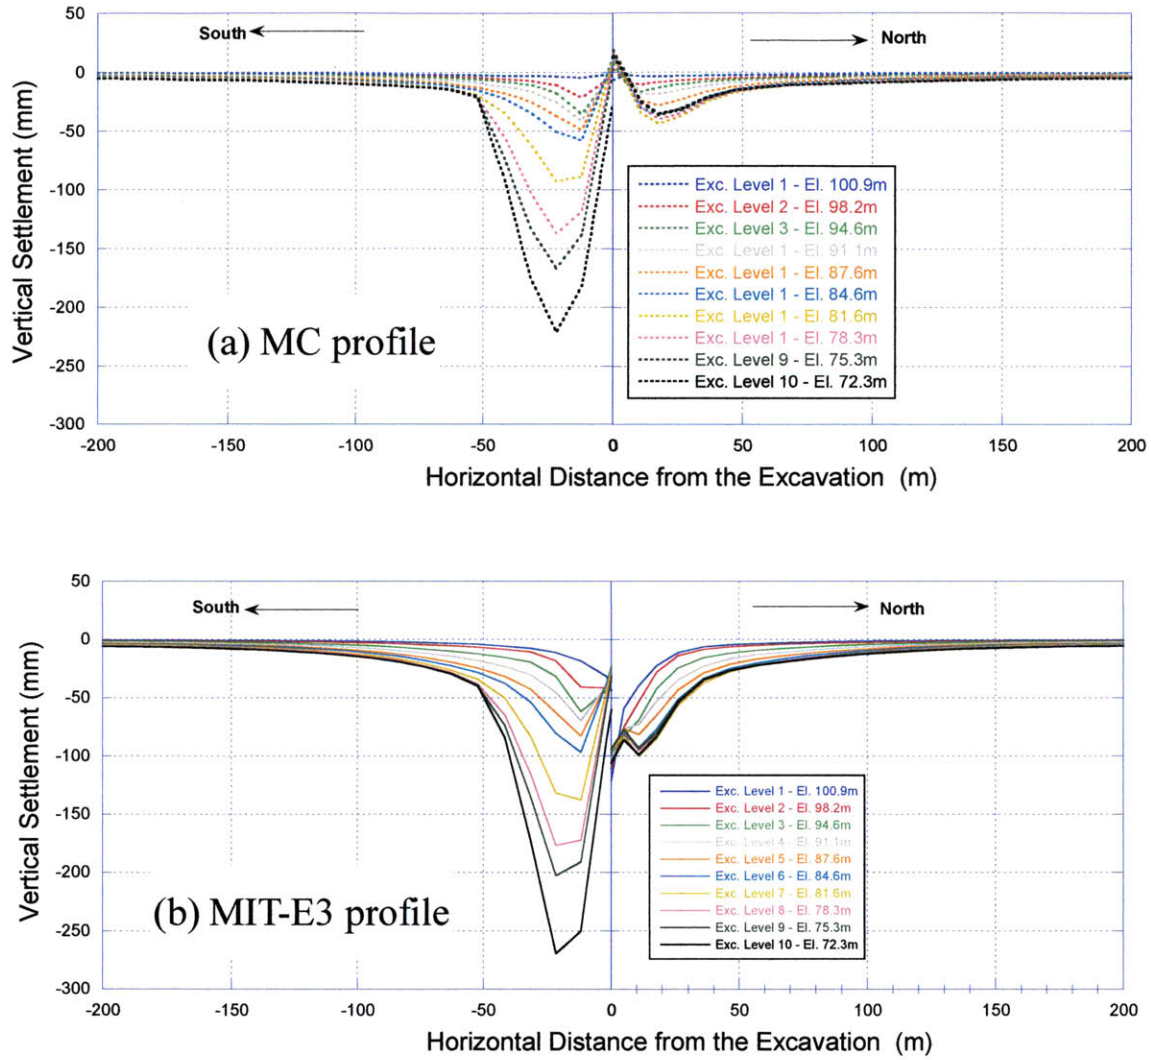 50
South
North
0
-50
-100
-150
-200
-250
-300
Vertical Settlement (mm)
Exc. Level 1 - El. 100.9m
Exc. Level 2 - El. 98.2m
Exc. Level 3 - El. 94.6m
Exc. Level 1 - El. 91.1m
Exc. Level 1 - El. 87.6m
Exc. Level 1 - El. 84.6m
Exc. Level 1 - El. 81.6m
Exc. Level 1 - El. 78.3m
Exc. Level 9 - El. 75.3m
Exc. Level 10 - El. 72.3m
(a) MC profile
-200 -150 -100 -50 0 50 100 150 200
Horizontal Distance from the Excavation (m)
50
South
North
0
-50
-100
-150
-200
-250
-300
Vertical Settlement (mm)
Exc. Level 1 - El. 100.9m
Exc. Level 2 - El. 98.2m
Exc. Level 3 - El. 94.6m
Exc. Level 4 - El. 91.1m
Exc. Level 5 - El. 87.6m
Exc. Level 6 - El. 84.6m
Exc. Level 7 - El. 81.6m
Exc. Level 8 - El. 78.3m
Exc. Level 9 - El. 75.3m
Exc. Level 10 - El. 72.3m
(b) MIT-E3 profile
-200 -150 -100 -50 0 50 100 150 200
Horizontal Distance from the Excavation (m)